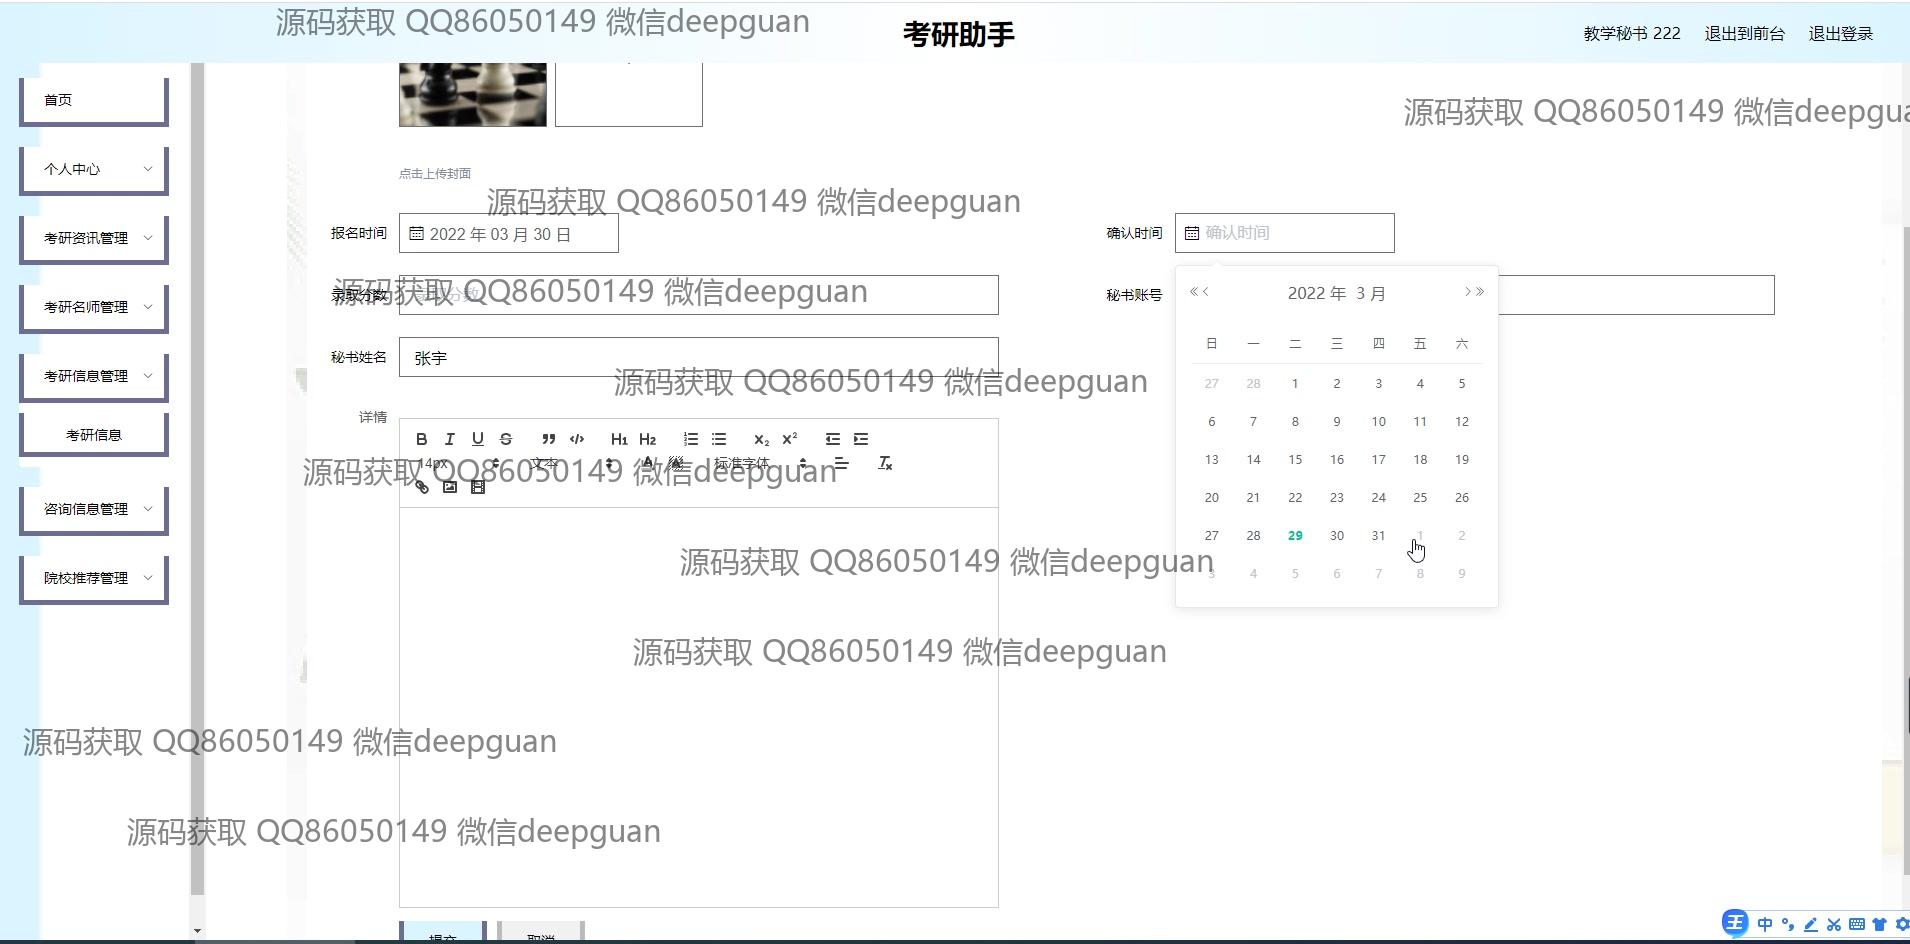 源码获取 QQ86050149 微信deepguan
考研助手
教学秘书 222
退出到前台
退出登录
首页
源码获取 QQ86050149 微信deepgua
个人中心
点击上传封面
源码获取 QQ86050149 微信deepguan
报名时间
2022 年 03 月 30 日
确认时间
确认时间
考研资讯管理
录取分数
源码获取 QQ86050149 微信deepguan
秘书账号
2022 年 3 月
考研名师管理
日 一 二 三 四 五 六
秘书姓名
张宇
源码获取 QQ86050149 微信deepguan
27 28 1 2 3 4 5
考研信息管理
6 7 8 9 10 11 12
详情
考研信息
B I U S H1 H2 X2 X2
13 14 15 16 17 18 19
14px 文本 A 标准字体
源码获取 QQ86050149 微信deepguan
20 21 22 23 24 25 26
咨询信息管理
27 28 29 30 31 1 2
源码获取 QQ86050149 微信deepguan
3 4 5 6 7 8 9
院校推荐管理
源码获取 QQ86050149 微信deepguan
源码获取 QQ86050149 微信deepguan
源码获取 QQ86050149 微信deepguan
提交
取消
王 中